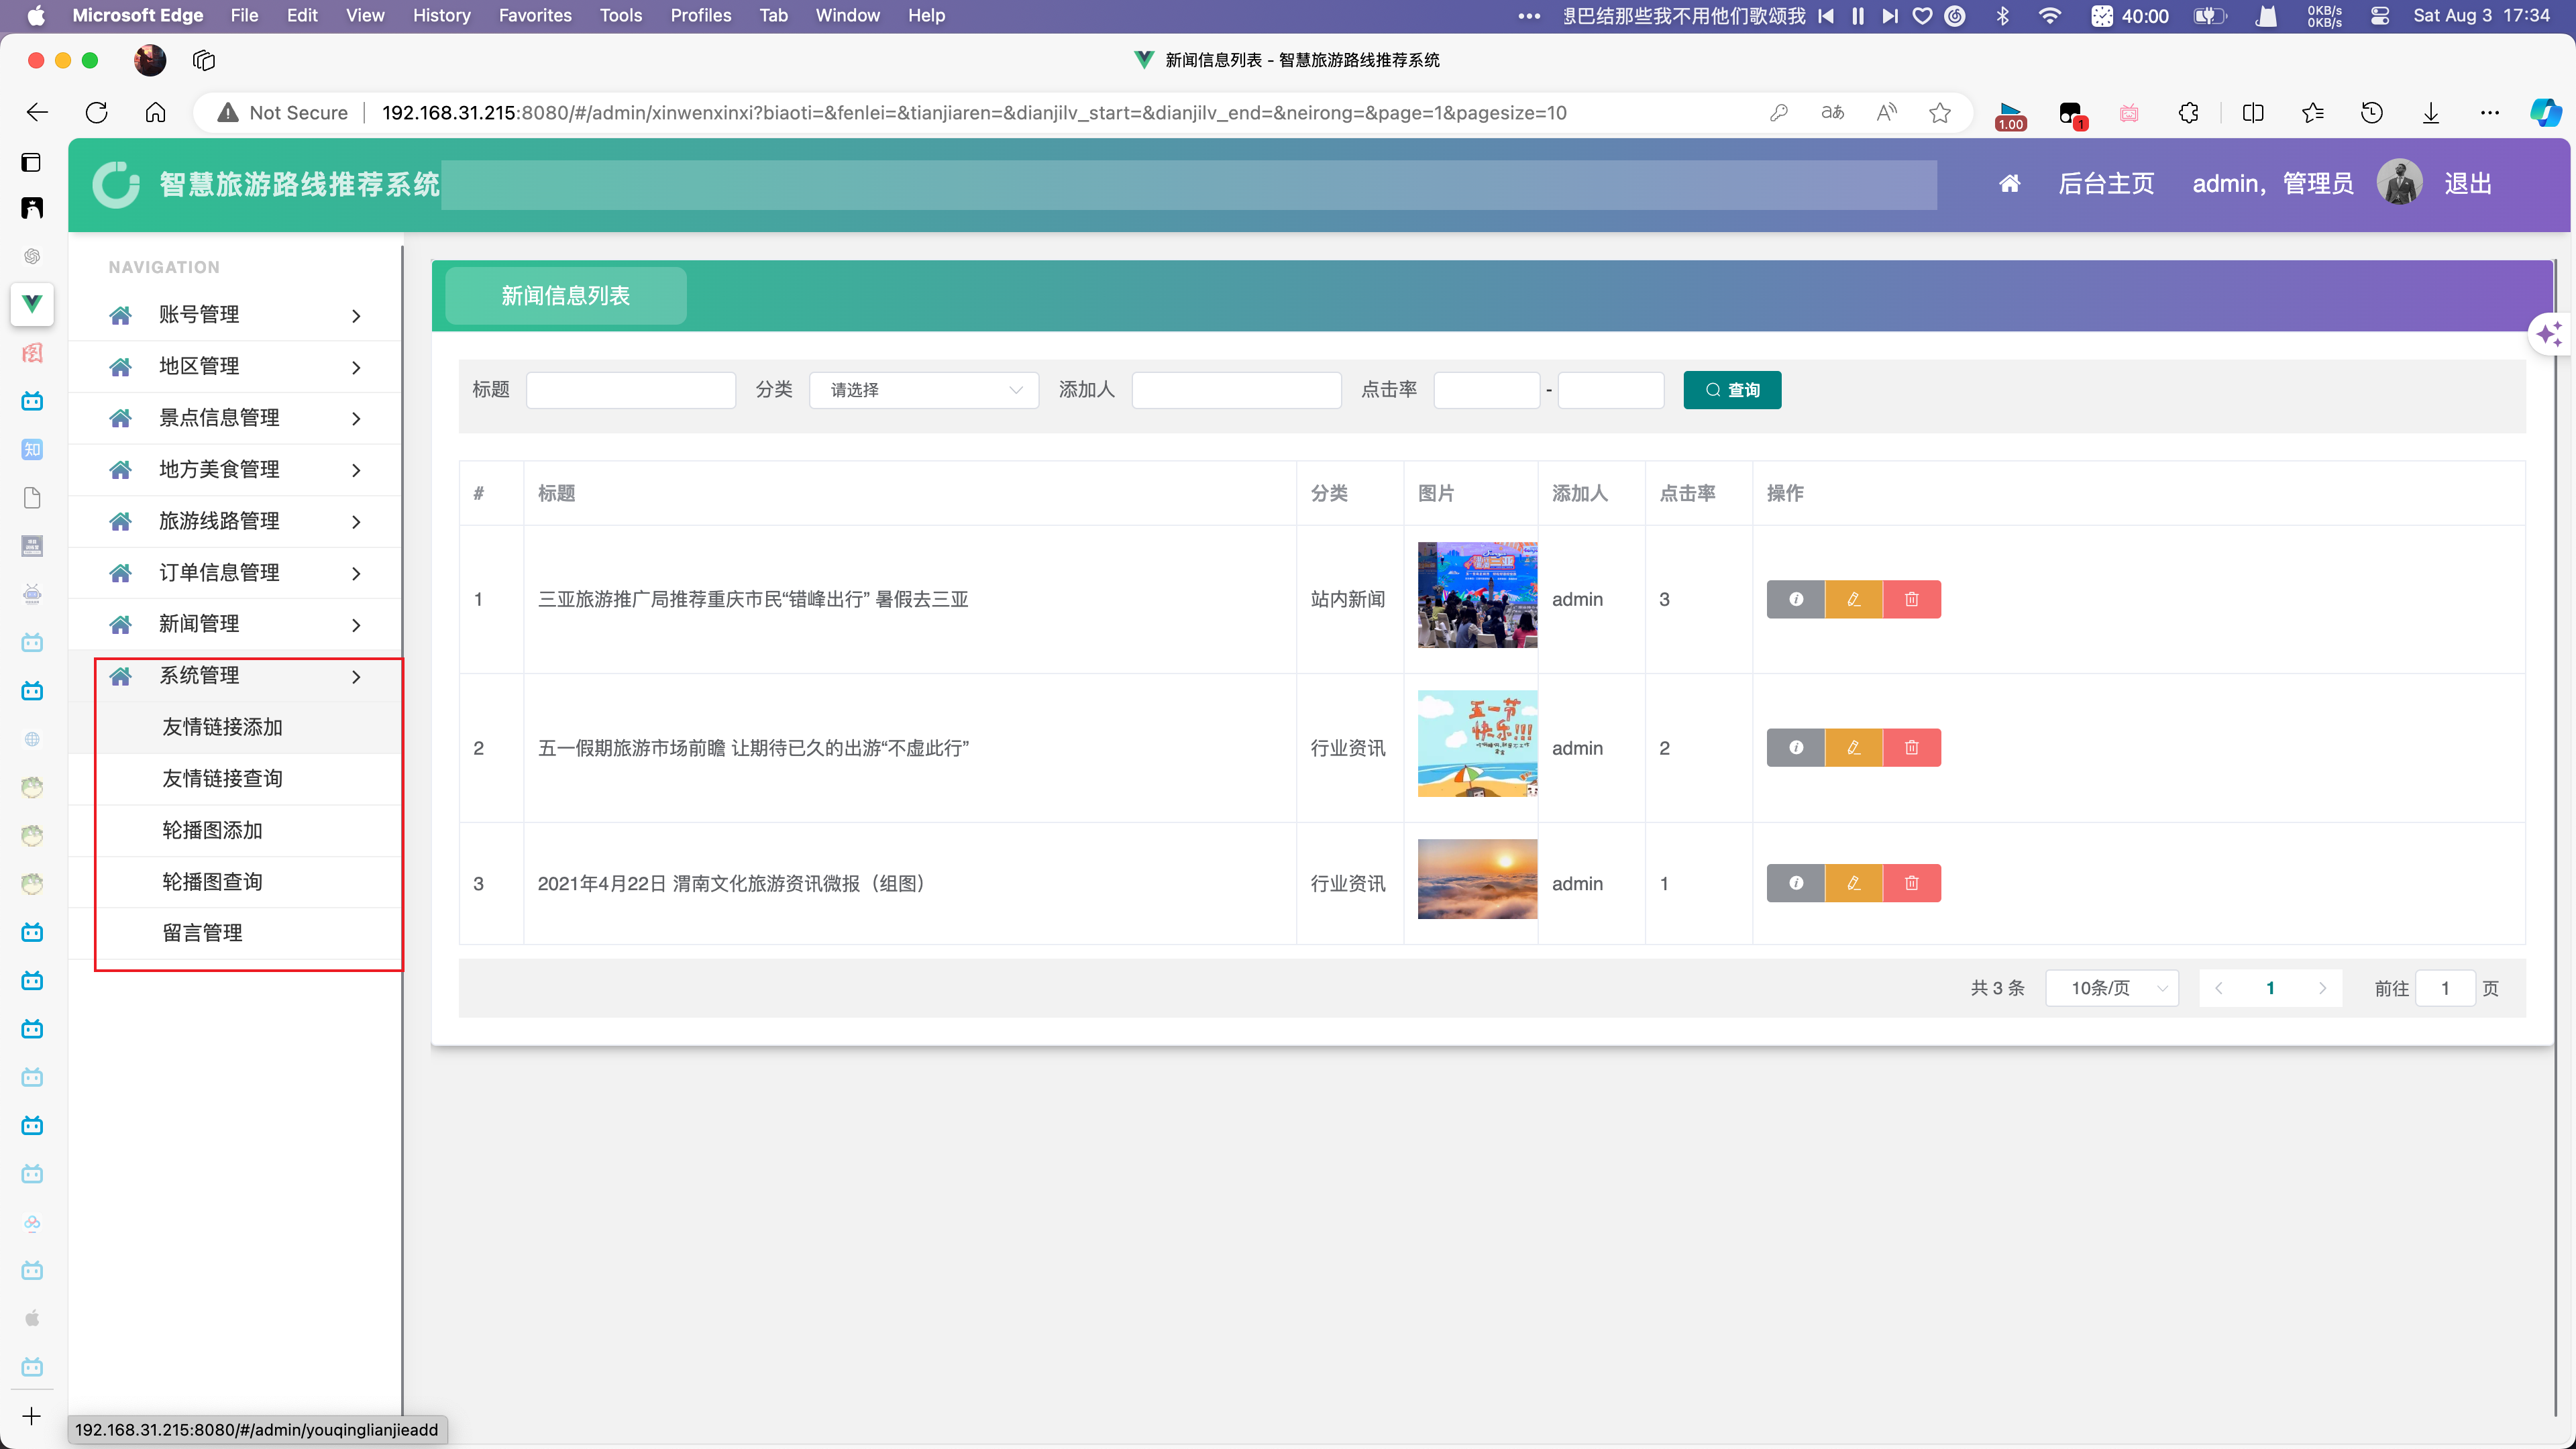 Microsoft Edge File Edit View History Favorites Tools Profiles Tab Window Help
巴结那些我不用他们歌颂我 40:00 0KB/s 0KB/s Sat Aug 3 17:34
新闻信息列表 - 智慧旅游路线推荐系统
Not Secure 192.168.31.215:8080/#/admin/xinwenxinxi?biaoti=&fenlei=&tianjiaren=&dianjilv_start=&dianjilv_end=&neirong=&page=1&pagesize=10
1.00 1
智慧旅游路线推荐系统 后台主页 admin，管理员 退出
NAVIGATION
账号管理
地区管理
景点信息管理
地方美食管理
旅游线路管理
订单信息管理
新闻管理
系统管理
友情链接添加
友情链接查询
轮播图添加
轮播图查询
留言管理
知
新闻信息列表
标题 分类 请选择 添加人 点击率 - 查询
# 标题 分类 图片 添加人 点击率 操作
1 三亚旅游推广局推荐重庆市民“错峰出行” 暑假去三亚 站内新闻 admin 3
2 五一假期旅游市场前瞻 让期待已久的出游“不虚此行” 行业资讯 admin 2
五一节
快乐!!!
3 2021年4月22日 渭南文化旅游资讯微报（组图） 行业资讯 admin 1
共 3 条 10条/页 1 前往 1 页
192.168.31.215:8080/#/admin/youqinglianjieadd